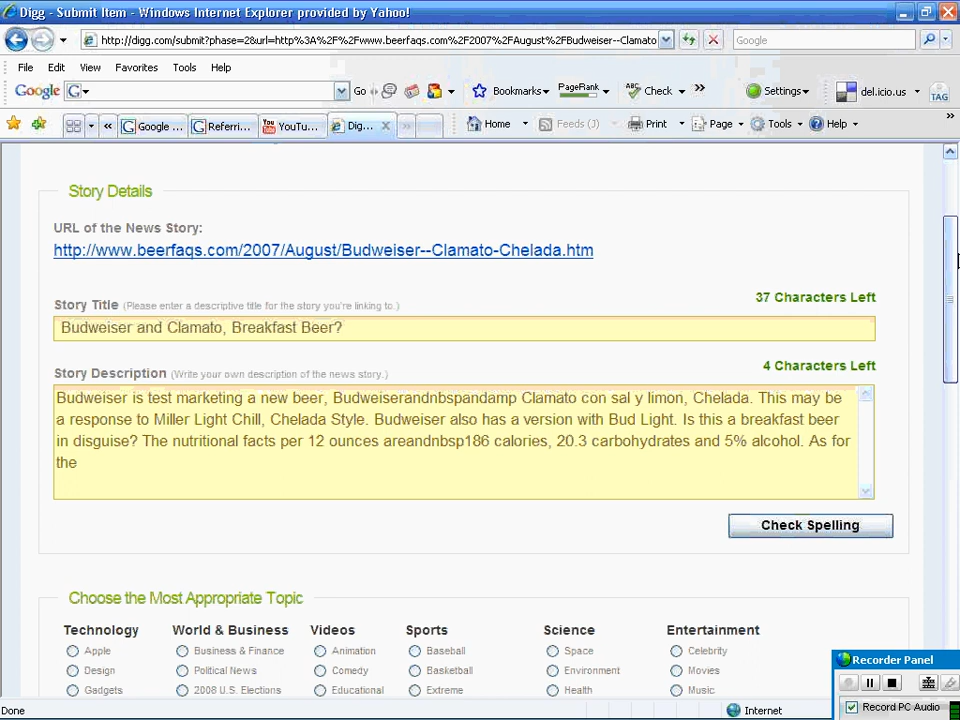 Digg - Submit Item - Windows Internet Explorer provided by Yahoo!
http://digg.com/submit?phase=2&url=http%3A%2F%2Fwww.beerfaqs.com%2F2007%2FAugust%2FBudweiser--Clamato
Google
File Edit View Favorites Tools Help
Google G Go Bookmarks PageRank Check Settings del.icio.us TAG
Google ... Referri... YouTu... Dig... Home Feeds (J) Print Page Tools Help
Story Details
URL of the News Story:
http://www.beerfaqs.com/2007/August/Budweiser--Clamato-Chelada.htm
37 Characters Left
Story Title (Please enter a descriptive title for the story you're linking to.)
Budweiser and Clamato, Breakfast Beer?
4 Characters Left
Story Description (Write your own description of the news story.)
Budweiser is test marketing a new beer, Budweiserandnbspandamp Clamato con sal y limon, Chelada. This may be
a response to Miller Light Chill, Chelada Style. Budweiser also has a version with Bud Light. Is this a breakfast beer
in disguise? The nutritional facts per 12 ounces areandnbsp186 calories, 20.3 carbohydrates and 5% alcohol. As for
the
Check Spelling
Choose the Most Appropriate Topic
Technology World & Business Videos Sports Science Entertainment
Apple Business & Finance Animation Baseball Space Celebrity
Design Political News Comedy Basketball Environment Movies
Gadgets 2008 U.S. Elections Educational Extreme Health Music
Recorder Panel
Record PC Audio
Done Internet